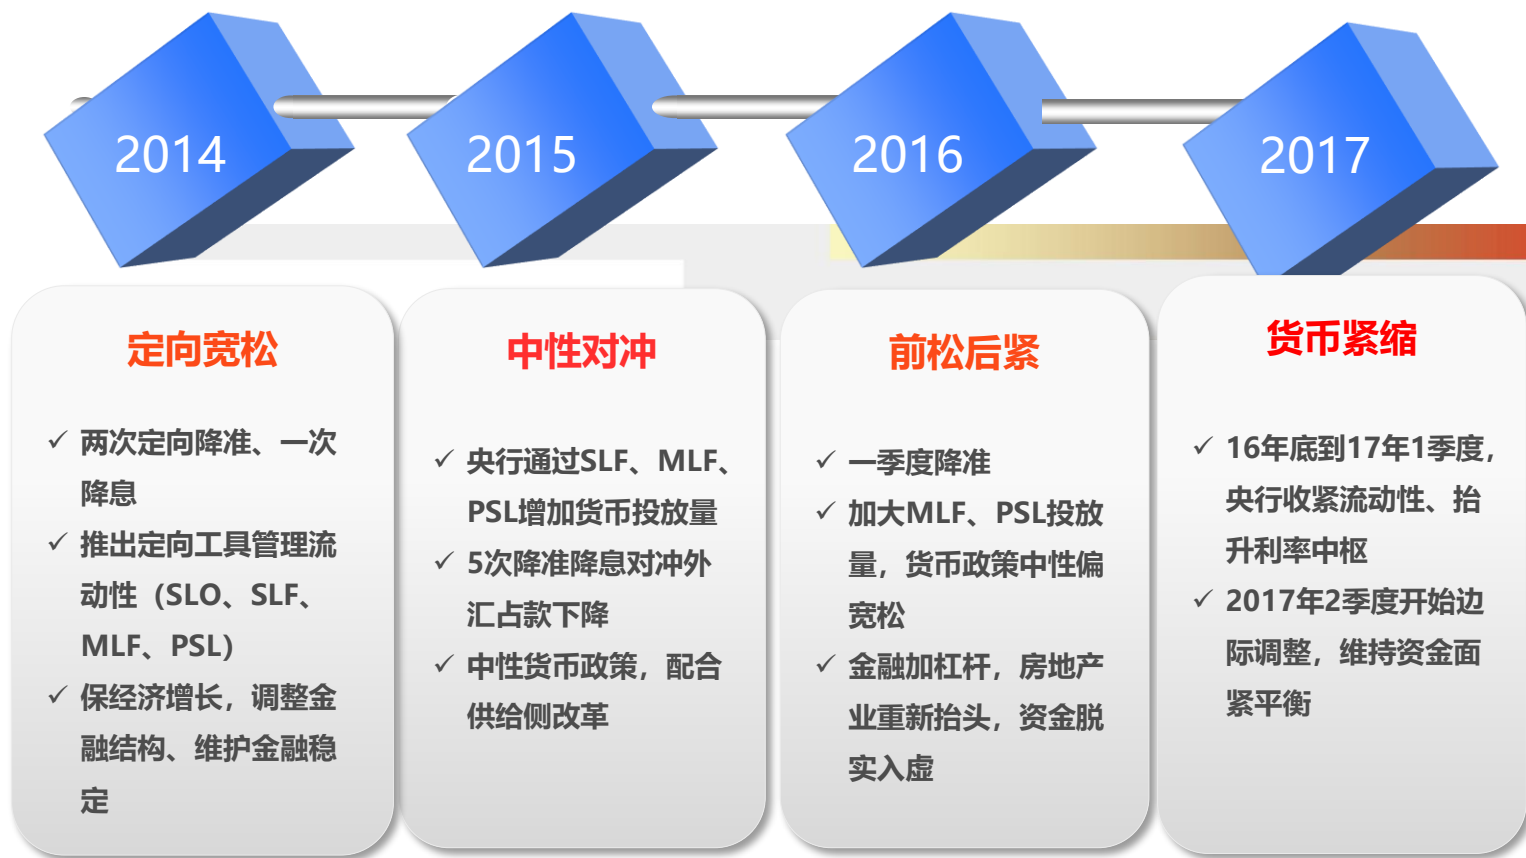 2014
2015
2016
2017
定向宽松
✓ 两次定向降准、一次
降息
✓ 推出定向工具管理流
动性（SLO、SLF、
MLF、PSL）
✓ 保经济增长，调整金
融结构、维护金融稳
定
中性对冲
✓ 央行通过SLF、MLF、
PSL增加货币投放量
✓ 5次降准降息对冲外
汇占款下降
✓ 中性货币政策，配合
供给侧改革
前松后紧
✓ 一季度降准
✓ 加大MLF、PSL投放
量，货币政策中性偏
宽松
✓ 金融加杠杆，房地产
业重新抬头，资金脱
实入虚
货币紧缩
✓ 16年底到17年1季度，
央行收紧流动性、抬
升利率中枢
✓ 2017年2季度开始边
际调整，维持资金面
紧平衡